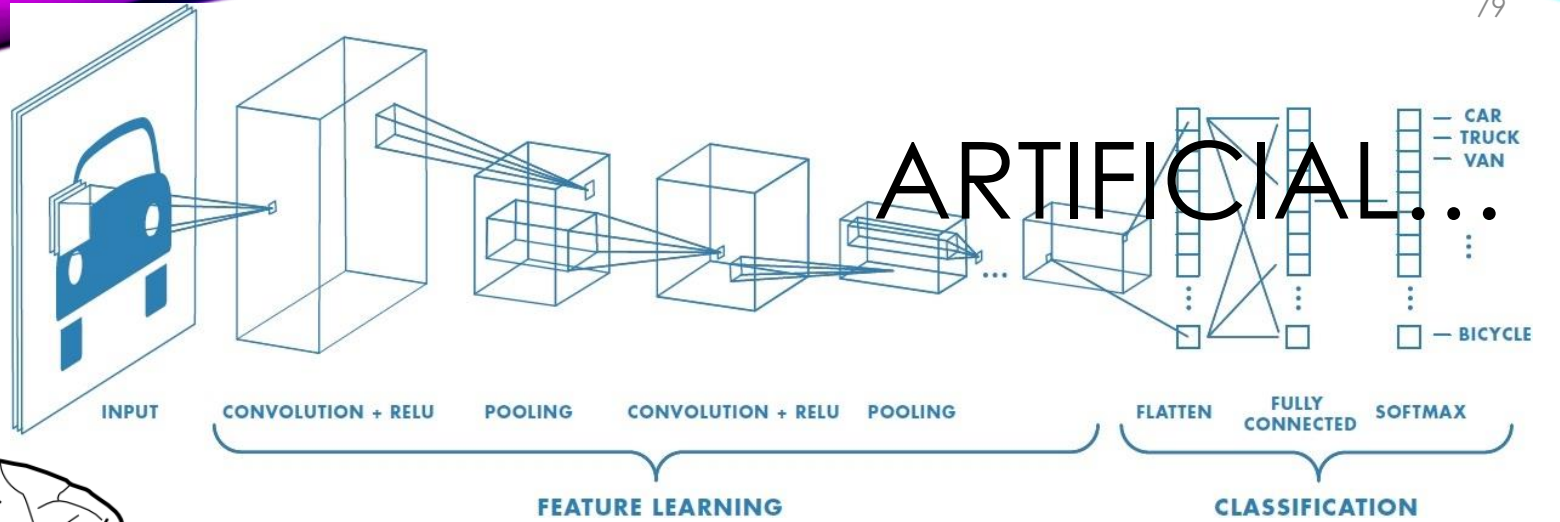 79
ARTIFICIAL...
CAR
TRUCK
VAN
BICYCLE
INPUT
CONVOLUTION + RELU
POOLING
CONVOLUTION + RELU
POOLING
FLATTEN
FULLY
CONNECTED
SOFTMAX
FEATURE LEARNING
CLASSIFICATION